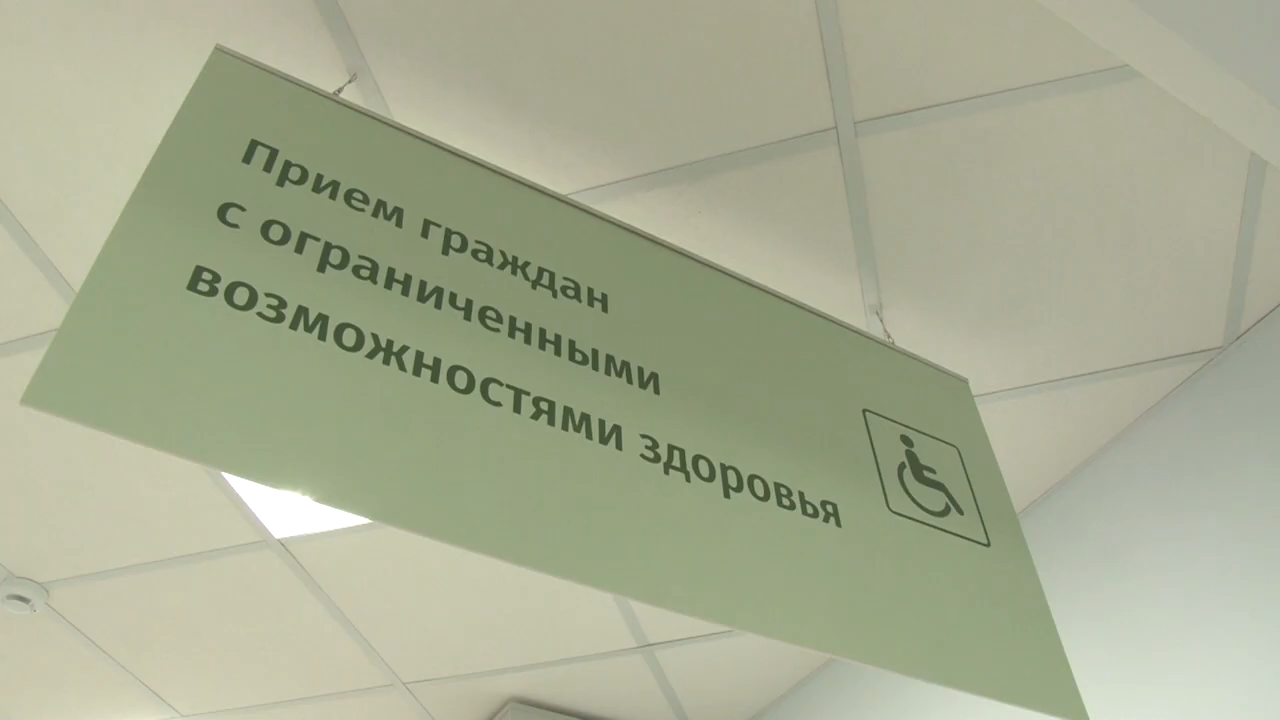 Прием граждан
с ограниченными
возможностями здоровья